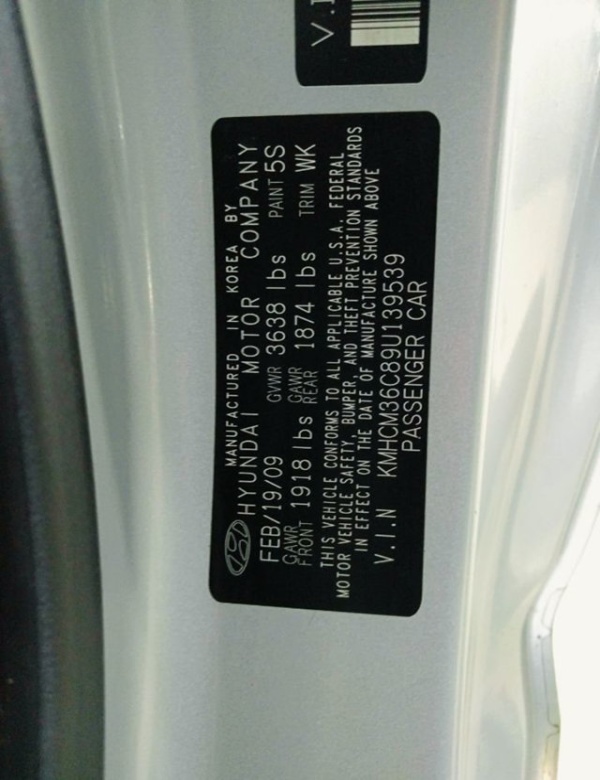 V.I
MANUFACTURED IN KOREA BY
HYUNDAI MOTOR COMPANY
FEB/19/09 GVWR 3638 lbs PAINT 5S
GAWR FRONT 1918 lbs GAWR REAR 1874 lbs TRIM WK
THIS VEHICLE CONFORMS TO ALL APPLICABLE U.S.A. FEDERAL
MOTOR VEHICLE SAFETY, BUMPER, AND THEFT PREVENTION STANDARDS
IN EFFECT ON THE DATE OF MANUFACTURE SHOWN ABOVE
V.I.N KMHCM36C89U139539
PASSENGER CAR